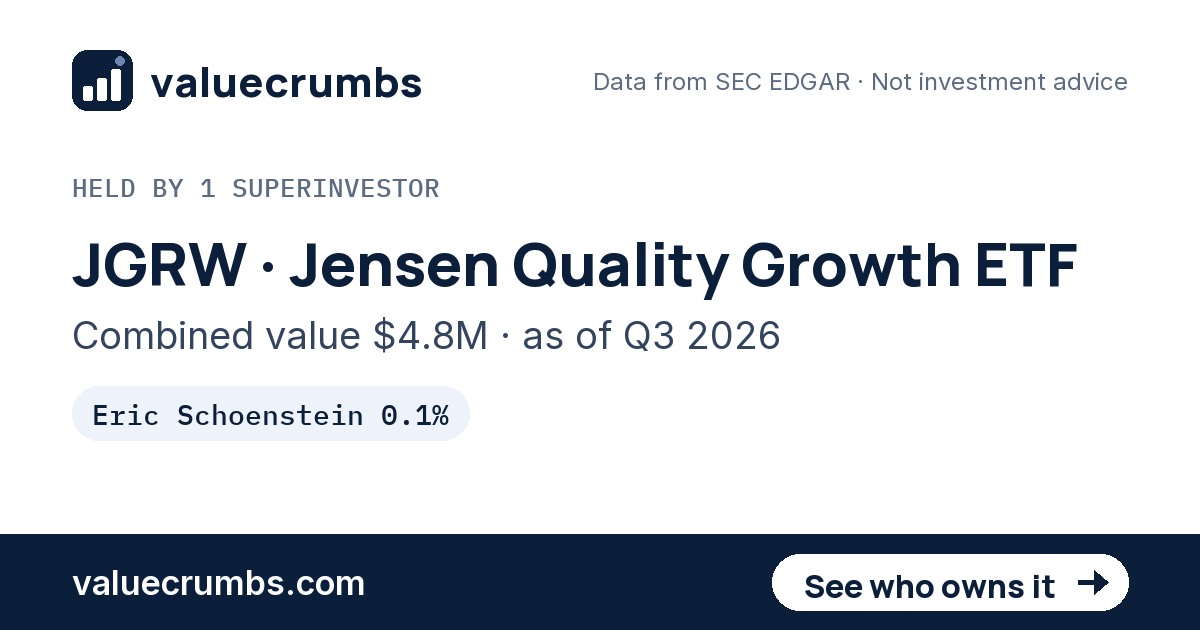 valuecrumbs
Data from SEC EDGAR · Not investment advice
HELD BY 1 SUPERINVESTOR
JGRW · Jensen Quality Growth ETF
Combined value $4.8M · as of Q3 2026
Eric Schoenstein 0.1%
valuecrumbs.com
See who owns it →